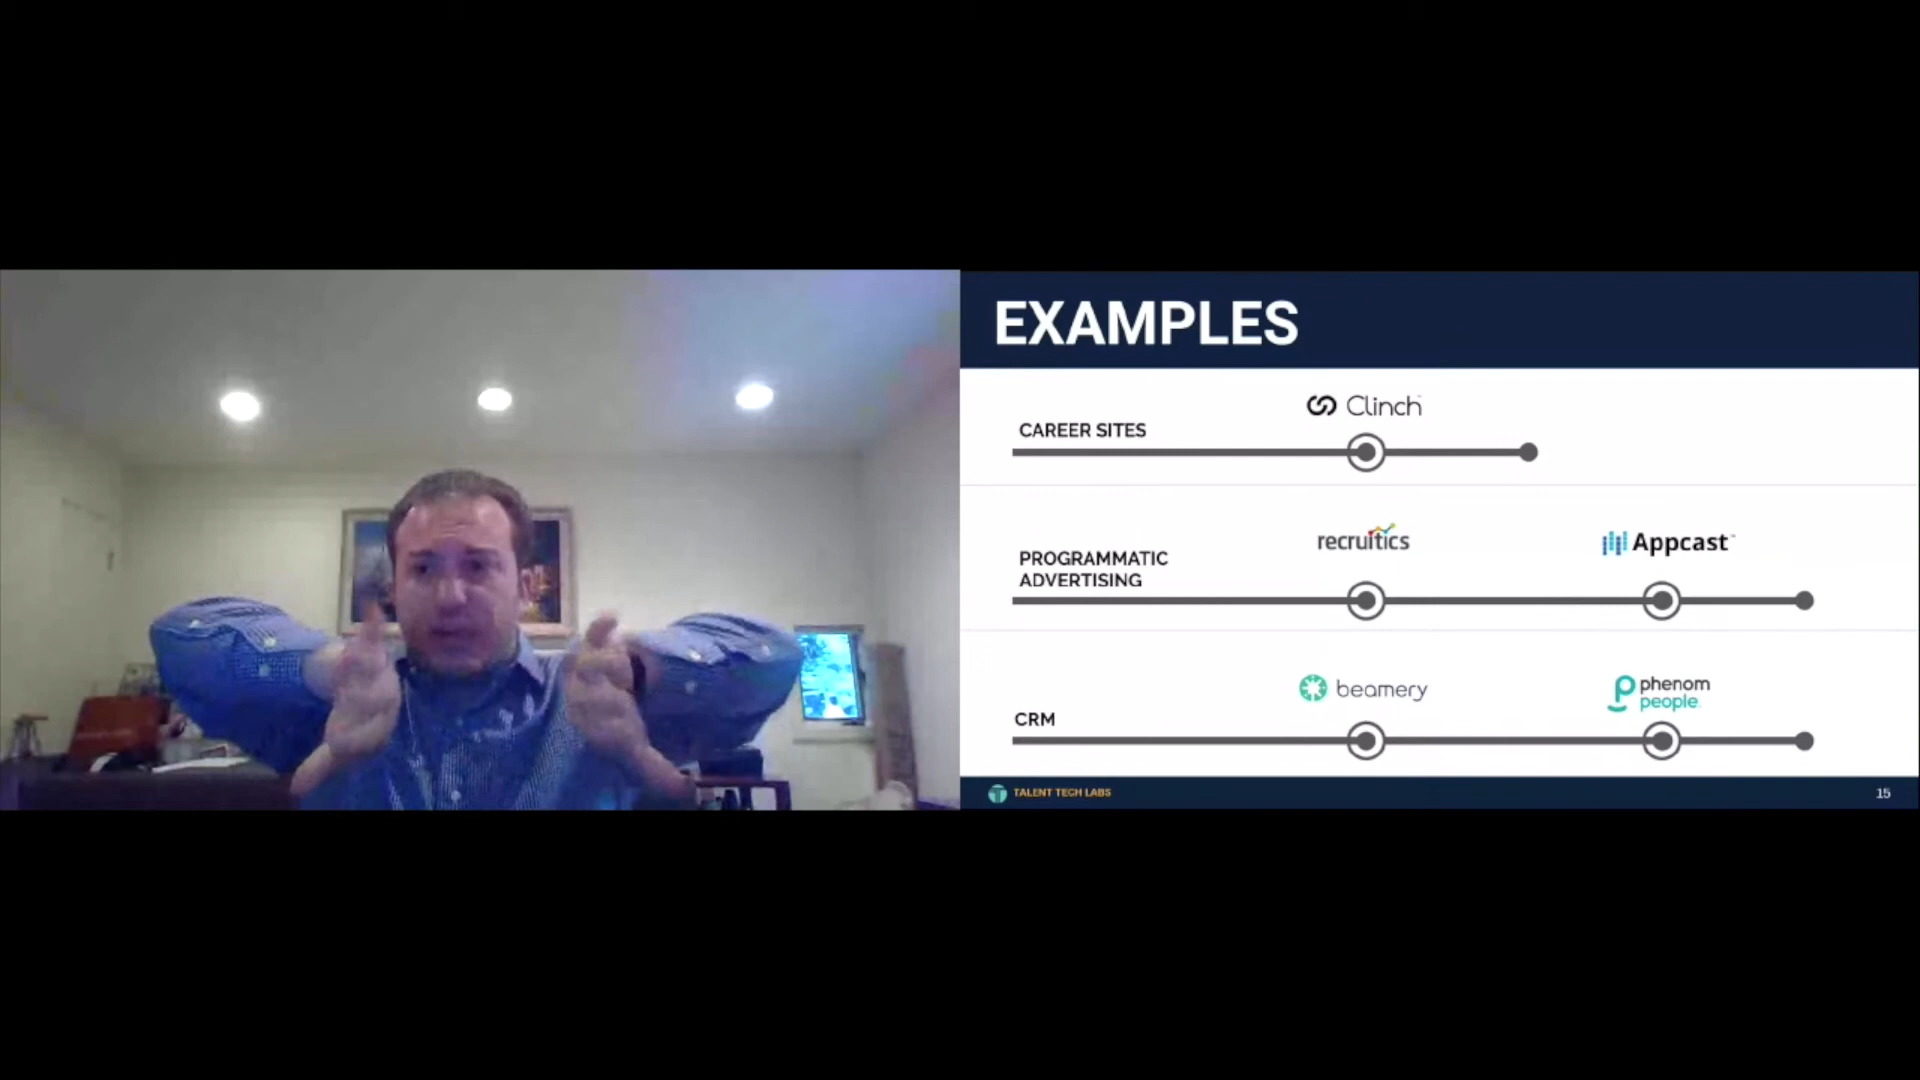 EXAMPLES
Clinch
CAREER SITES
recruitics
Appcast
PROGRAMMATIC
ADVERTISING
beamery
phenom
people
CRM
TALENT TECH LABS
15